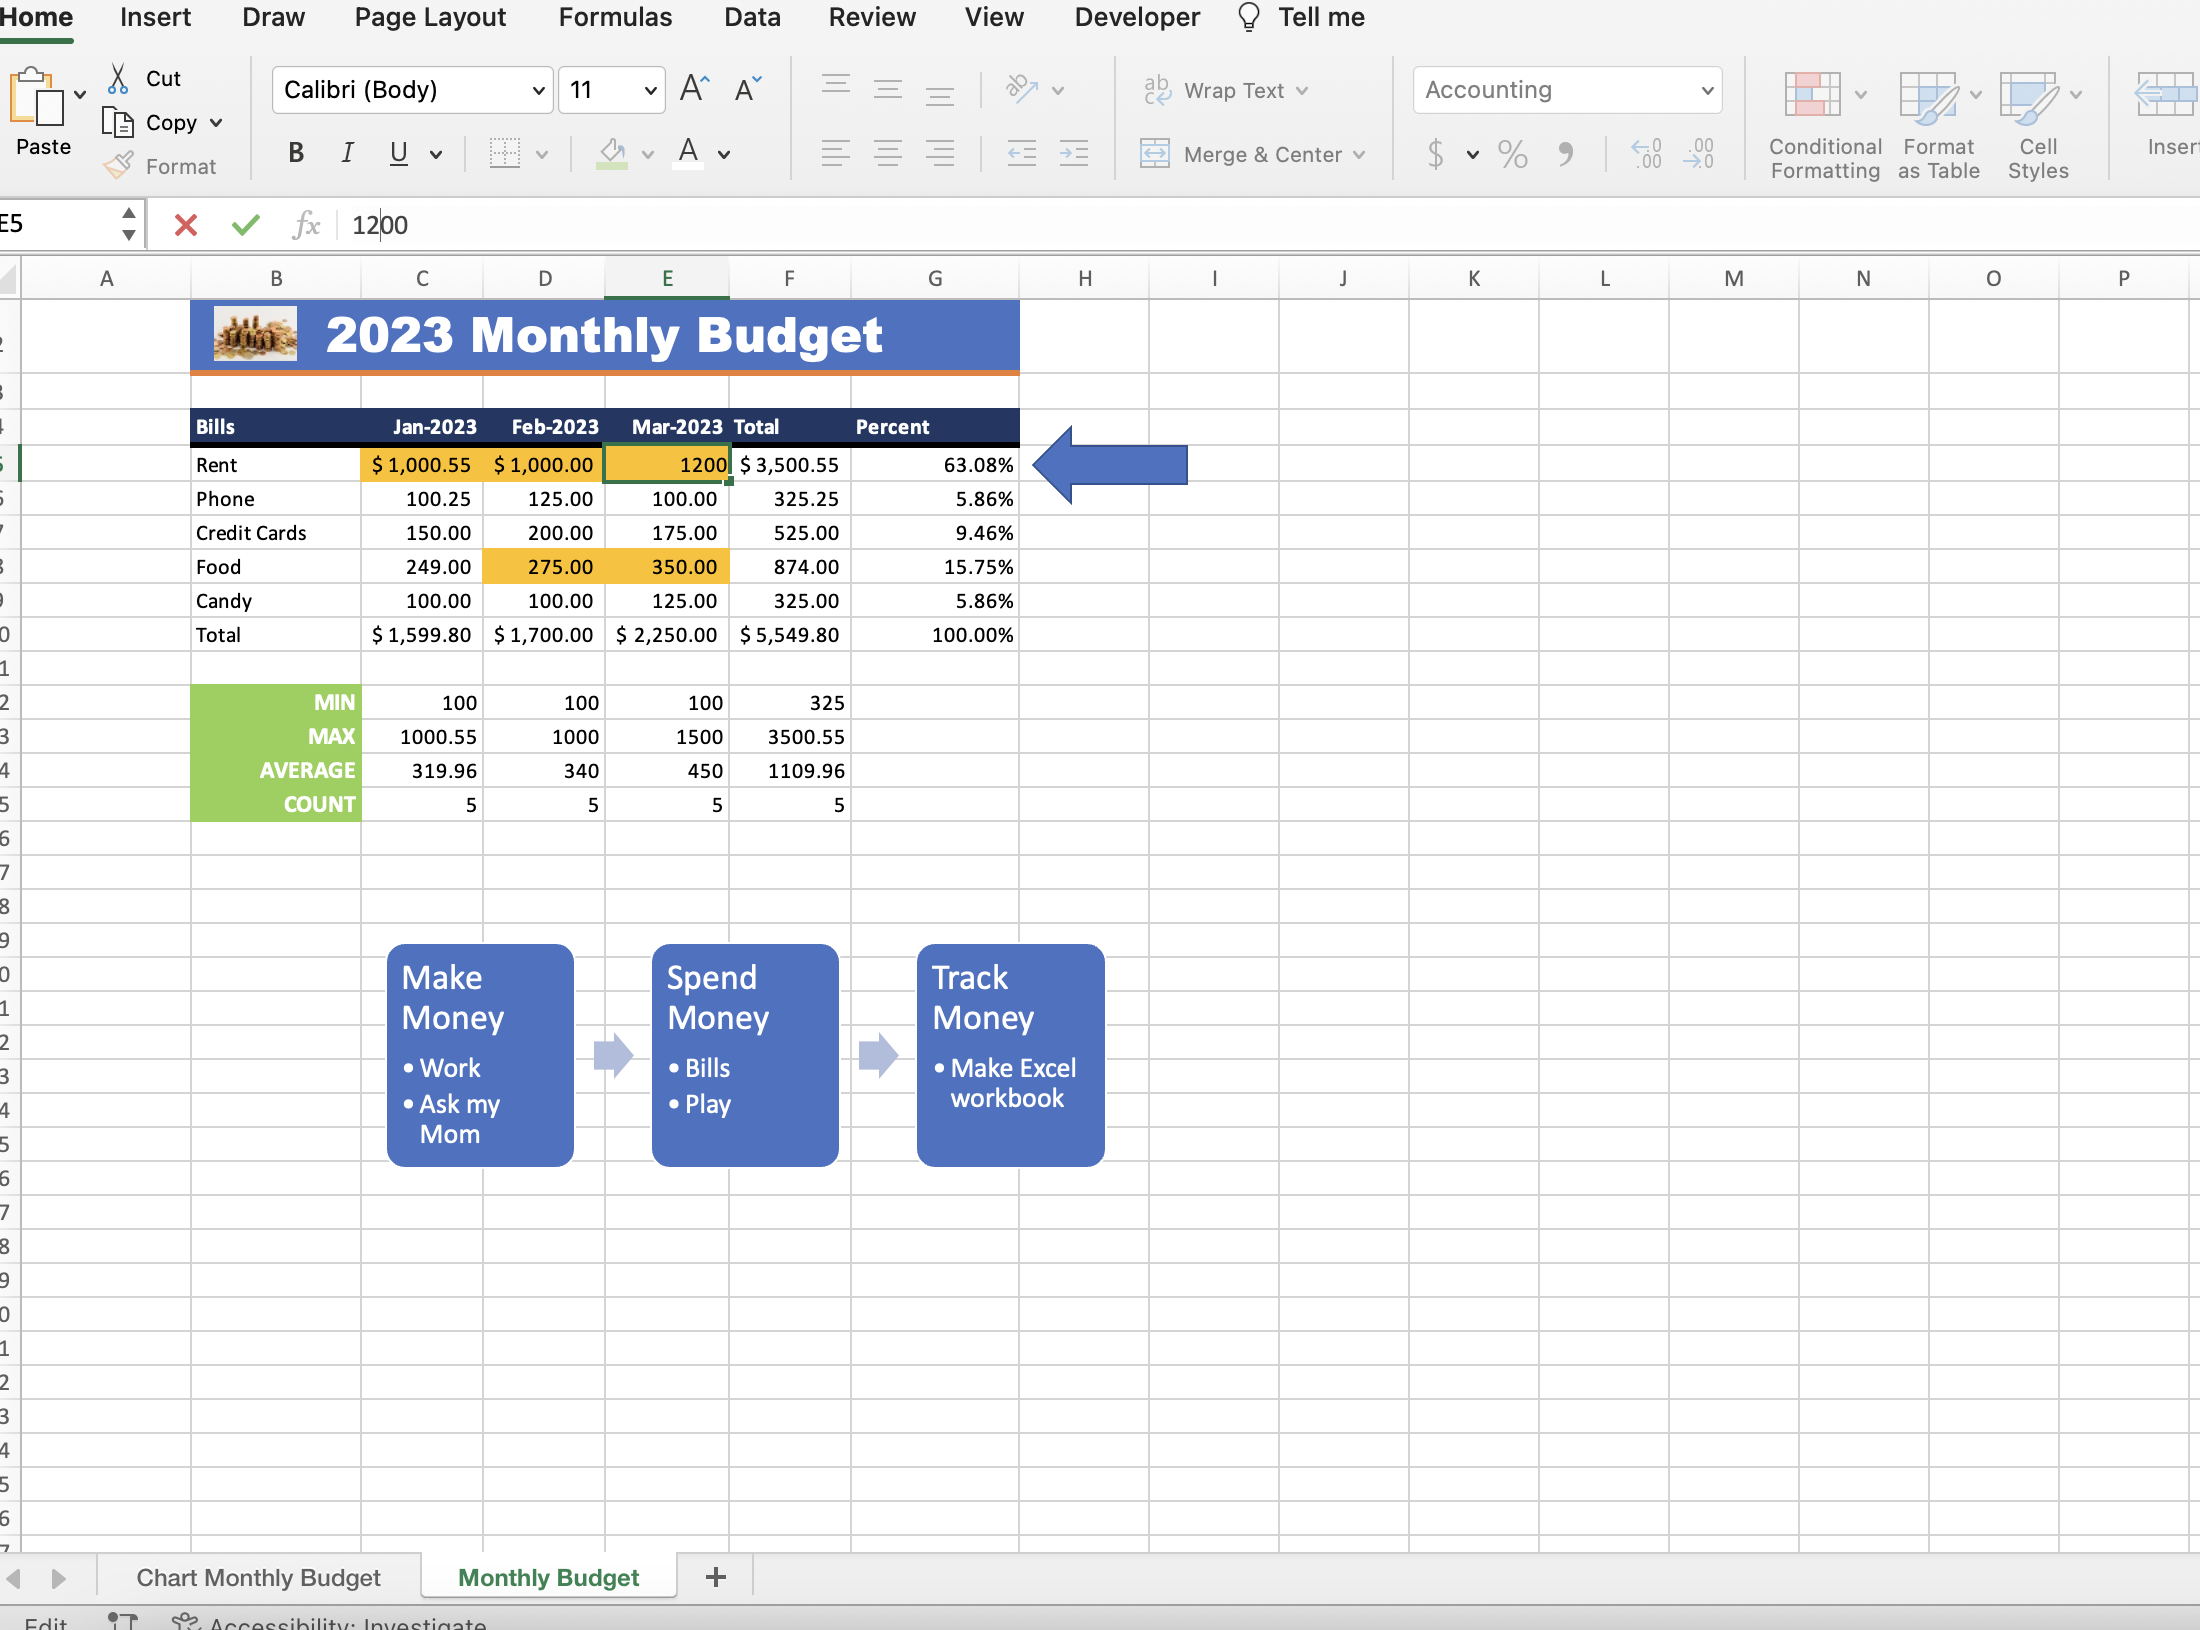 Home Insert Draw Page Layout Formulas Data Review View Developer Tell me
Paste Cut Copy Format
Calibri (Body) 11
B I U A
Wrap Text
Merge & Center
Accounting
$ % 9
Conditional Formatting Format as Table Cell Styles
E5 fx 1200
A B C D E F G H I J K L M N O P
2023 Monthly Budget
Bills Jan-2023 Feb-2023 Mar-2023 Total Percent
Rent $ 1,000.55 $ 1,000.00 1200 $ 3,500.55 63.08%
Phone 100.25 125.00 100.00 325.25 5.86%
Credit Cards 150.00 200.00 175.00 525.00 9.46%
Food 249.00 275.00 350.00 874.00 15.75%
Candy 100.00 100.00 125.00 325.00 5.86%
Total $ 1,599.80 $ 1,700.00 $ 2,250.00 $ 5,549.80 100.00%
MIN 100 100 100 325
MAX 1000.55 1000 1500 3500.55
AVERAGE 319.96 340 450 1109.96
COUNT 5 5 5 5
Make
Money
• Work
• Ask my
Mom
Spend
Money
• Bills
• Play
Track
Money
• Make Excel
workbook
Chart Monthly Budget Monthly Budget +
Edit Accessibility: Investigate